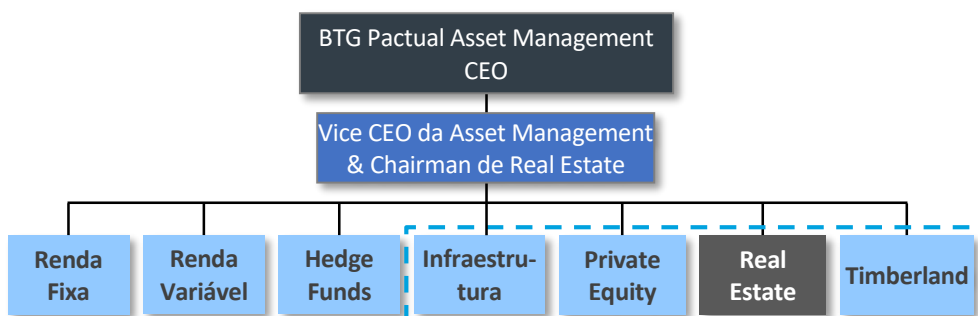 BTG Pactual Asset Management
CEO
Vice CEO da Asset Management
& Chairman de Real Estate
Renda
Fixa
Renda
Variável
Hedge
Funds
Infraestru-
tura
Private
Equity
Real
Estate
Timberland